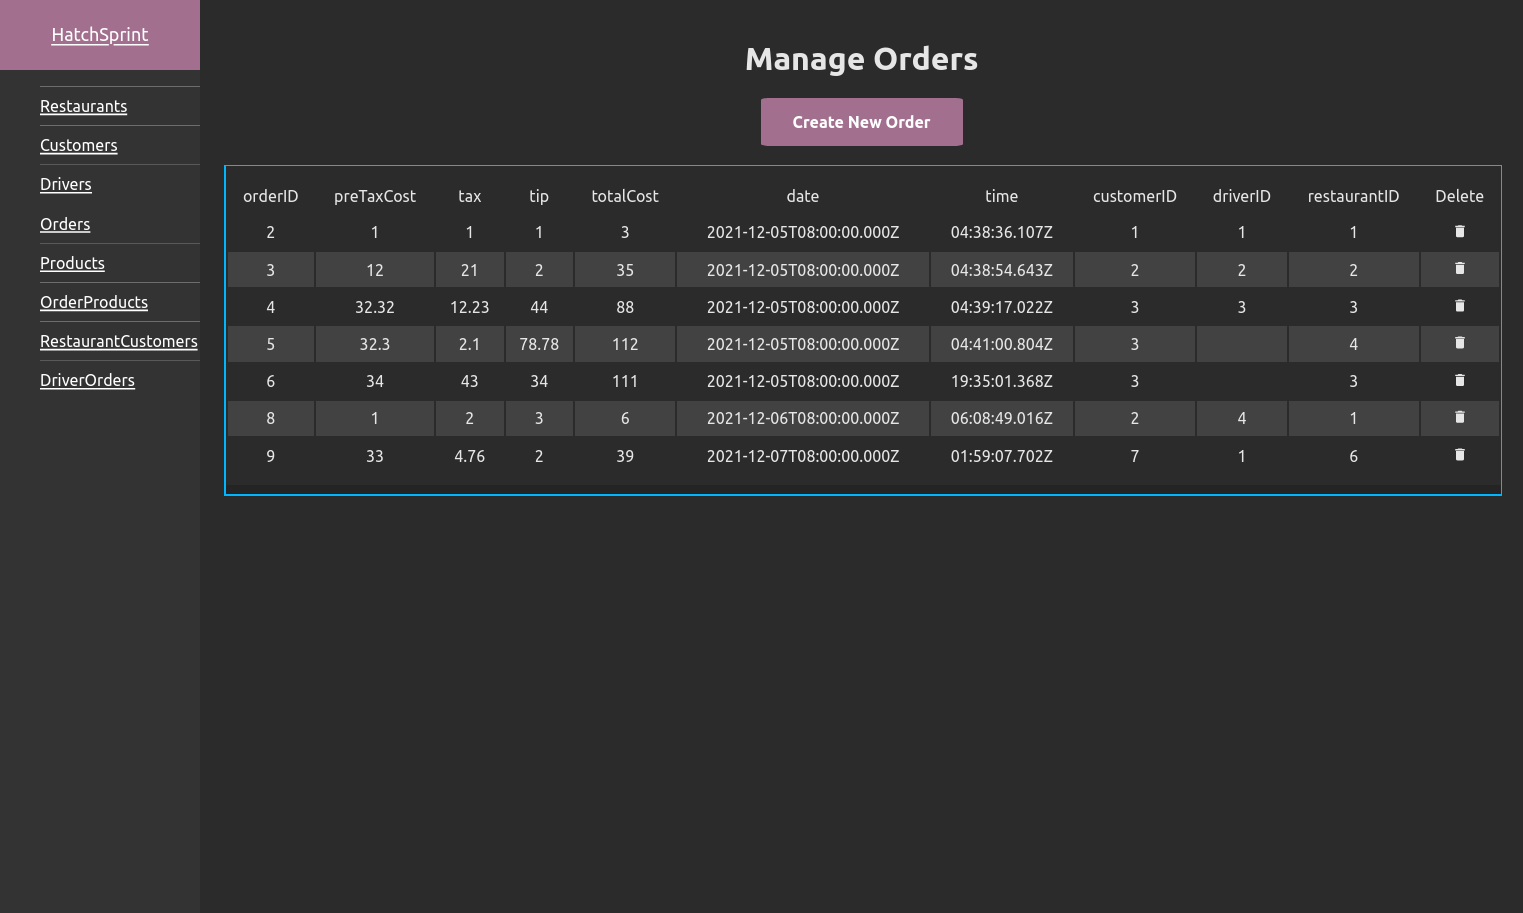 HatchSprint
Restaurants
Customers
Drivers
Orders
Products
OrderProducts
RestaurantCustomers
DriverOrders
Manage Orders
Create New Order
orderID preTaxCost tax tip totalCost date time customerID driverID restaurantID Delete
2 1 1 1 3 2021-12-05T08:00:00.000Z 04:38:36.107Z 1 1 1
3 12 21 2 35 2021-12-05T08:00:00.000Z 04:38:54.643Z 2 2 2
4 32.32 12.23 44 88 2021-12-05T08:00:00.000Z 04:39:17.022Z 3 3 3
5 32.3 2.1 78.78 112 2021-12-05T08:00:00.000Z 04:41:00.804Z 3 4
6 34 43 34 111 2021-12-05T08:00:00.000Z 19:35:01.368Z 3 3
8 1 2 3 6 2021-12-06T08:00:00.000Z 06:08:49.016Z 2 4 1
9 33 4.76 2 39 2021-12-07T08:00:00.000Z 01:59:07.702Z 7 1 6